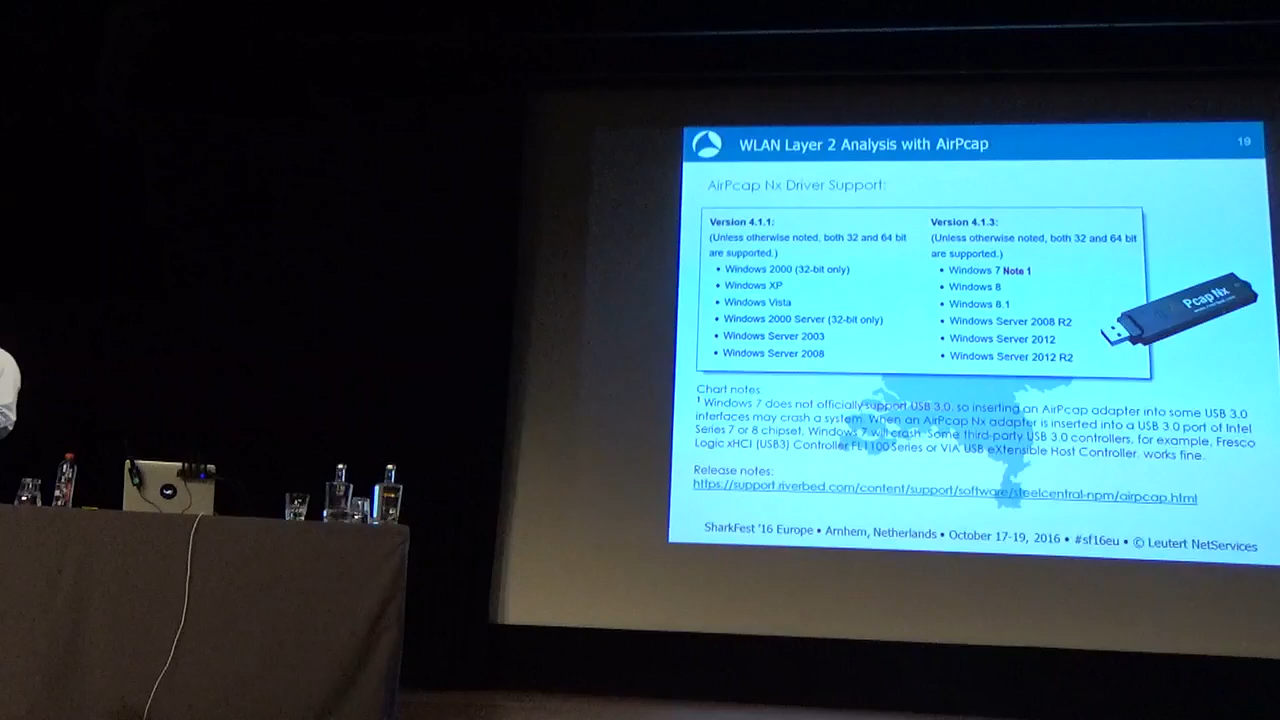 WLAN Layer 2 Analysis with AirPcap
19
AirPcap Nx Driver Support:
Version 4.1.1:
(Unless otherwise noted, both 32 and 64 bit
are supported.)
• Windows 2000 (32-bit only)
• Windows XP
• Windows Vista
• Windows 2000 Server (32-bit only)
• Windows Server 2003
• Windows Server 2008
Version 4.1.3:
(Unless otherwise noted, both 32 and 64 bit
are supported.)
• Windows 7 Note 1
• Windows 8
• Windows 8.1
• Windows Server 2008 R2
• Windows Server 2012
• Windows Server 2012 R2
Pcap Nx
Chart notes
1 Windows 7 does not officially support USB 3.0, so inserting an AirPcap adapter into some USB 3.0
interfaces may crash a system. When an AirPcap Nx adapter is inserted into a USB 3.0 port of Intel
Series 7 or 8 chipset, Windows 7 will crash. Some third-party USB 3.0 controllers, for example, Fresco
Logic xHCI (USB3) Controller FL1100 Series or VIA USB eXtensible Host Controller, works fine.
Release notes:
https://support.riverbed.com/content/support/software/steelcentral-npm/airpcap.html
SharkFest '16 Europe • Arnhem, Netherlands • October 17-19, 2016 • #sf16eu • © Leutert NetServices